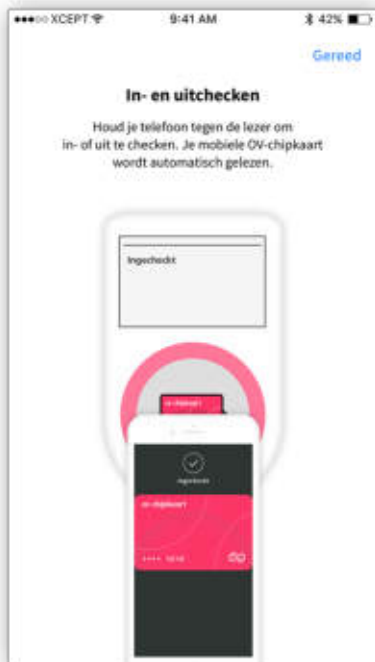 XCEPT 9:41 AM 42%
Gereed
In- en uitchecken
Houd je telefoon tegen de lezer om
in- of uit te checken. Je mobiele OV-chipkaart
wordt automatisch gelezen.
Ingecheckt
ov-chipkaart
Ingecheckt
ov-chipkaart